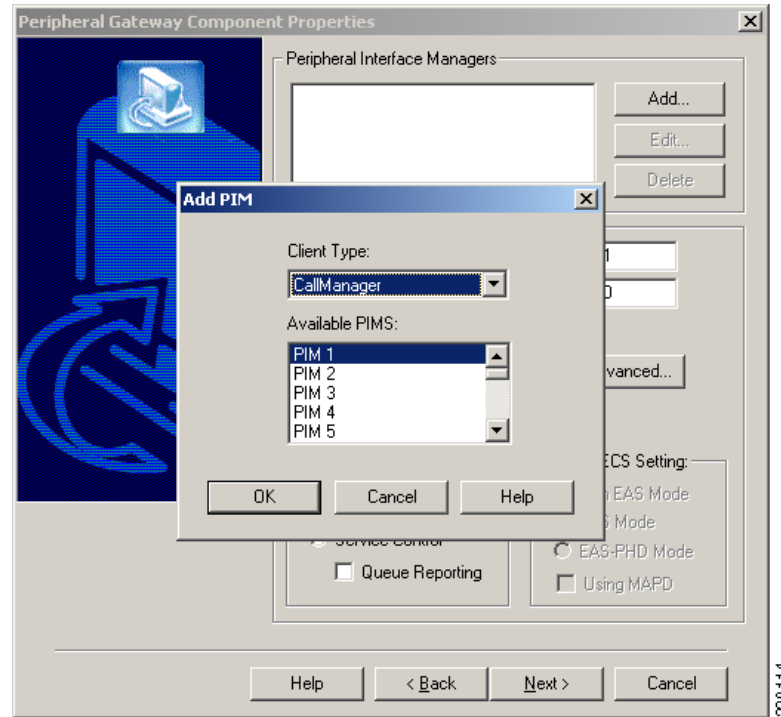 Peripheral Gateway Component Properties
Peripheral Interface Managers
Add...
Edit...
Delete
Add PIM
Client Type:
CallManager
Available PIMS:
PIM 1
PIM 2
PIM 3
PIM 4
PIM 5
OK
Cancel
Help
vanced...
ECS Setting:
EAS Mode
Mode
EAS-PHD Mode
Queue Reporting
Using MAPD
Help
< Back
Next >
Cancel